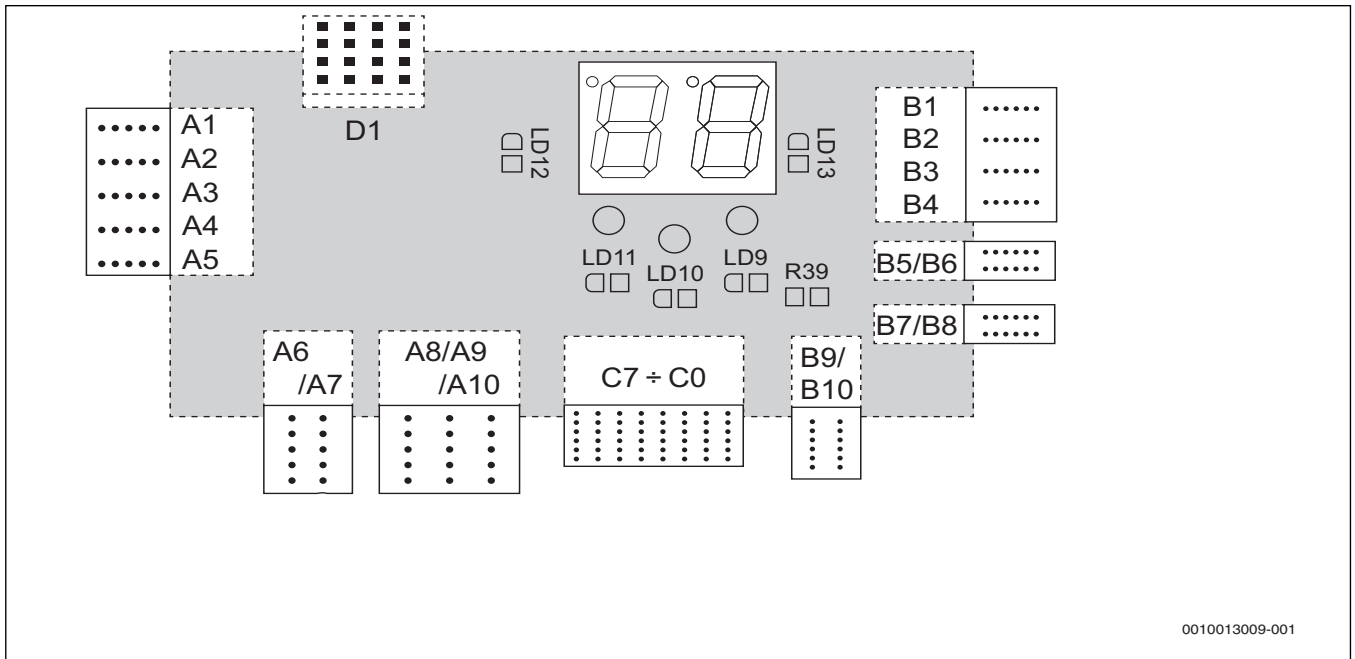 D1
A1
A2
A3
A4
A5
LD12
LD13
B1
B2
B3
B4
LD11
LD10
LD9
R39
B5/B6
B7/B8
A6
/A7
A8/A9
/A10
C7 ÷ C0
B9/
B10
0010013009-001